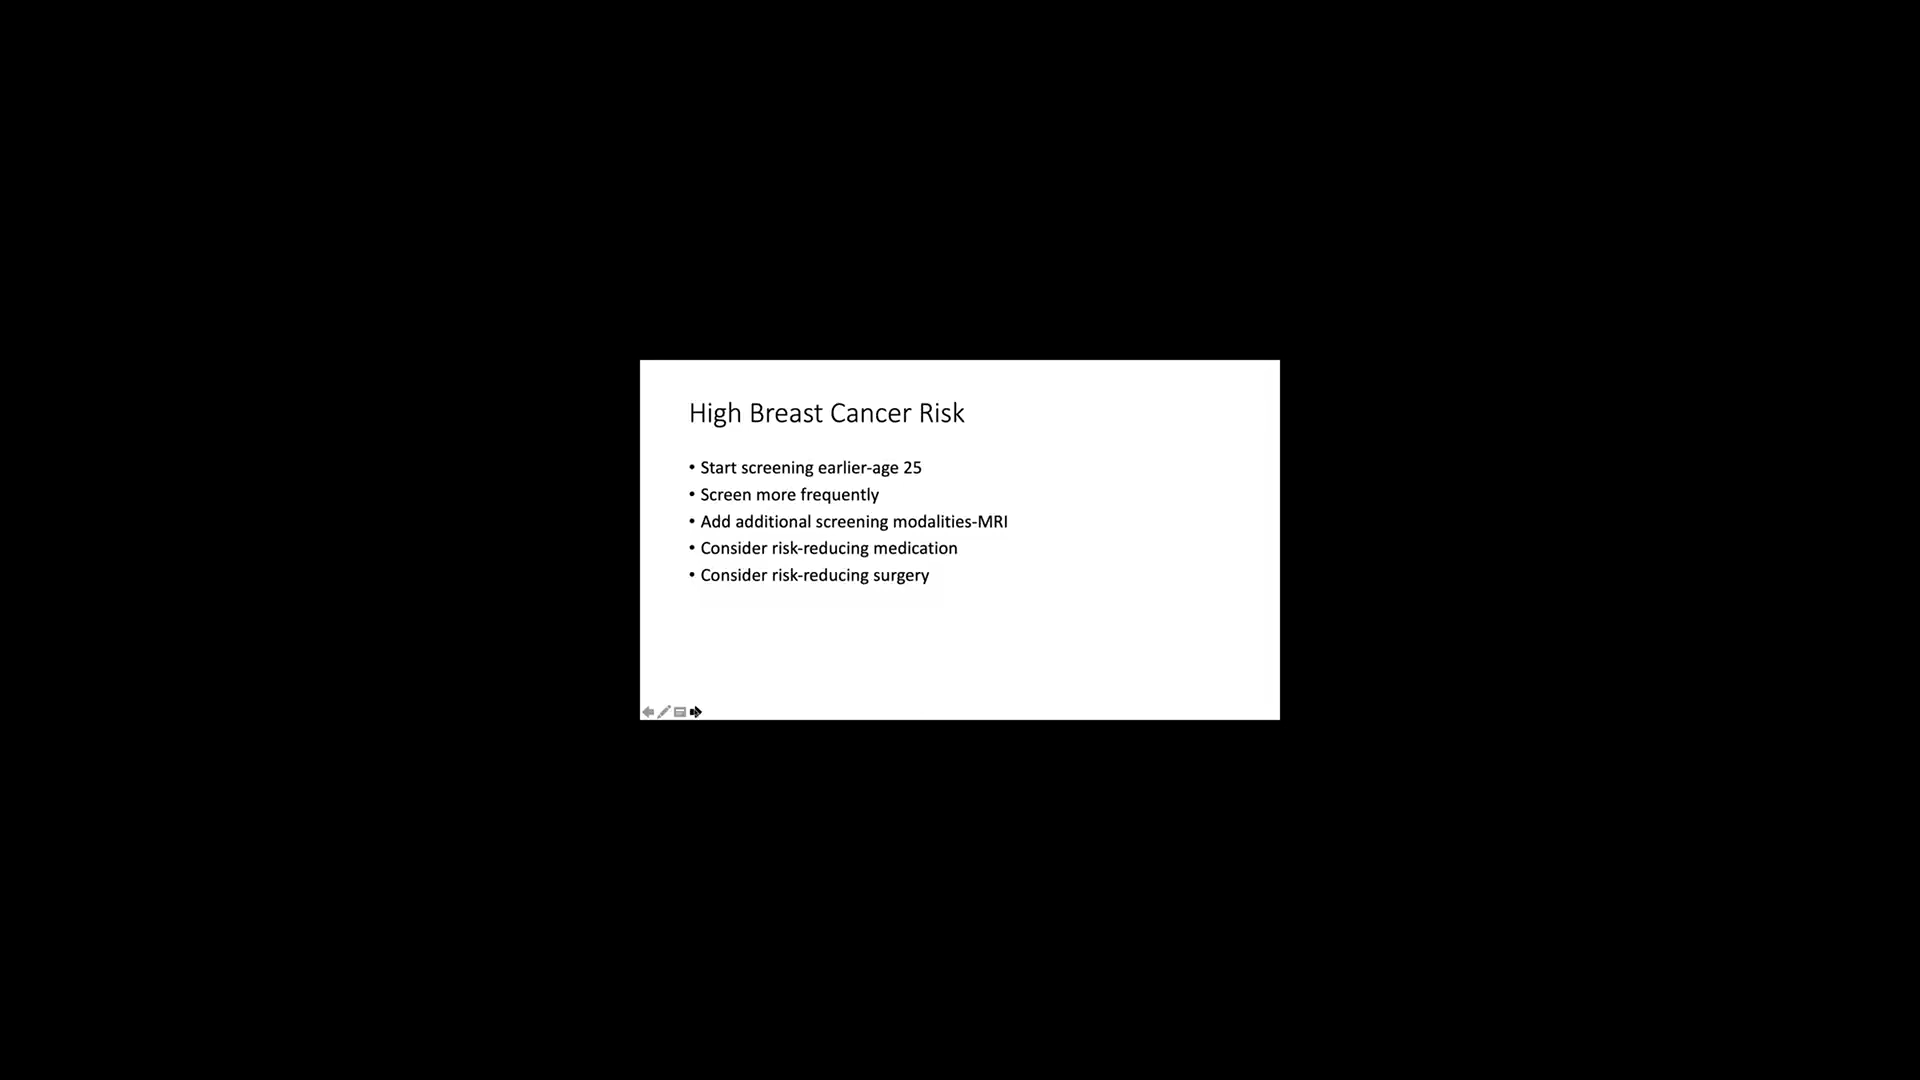 High Breast Cancer Risk
• Start screening earlier-age 25
• Screen more frequently
• Add additional screening modalities-MRI
• Consider risk-reducing medication
• Consider risk-reducing surgery